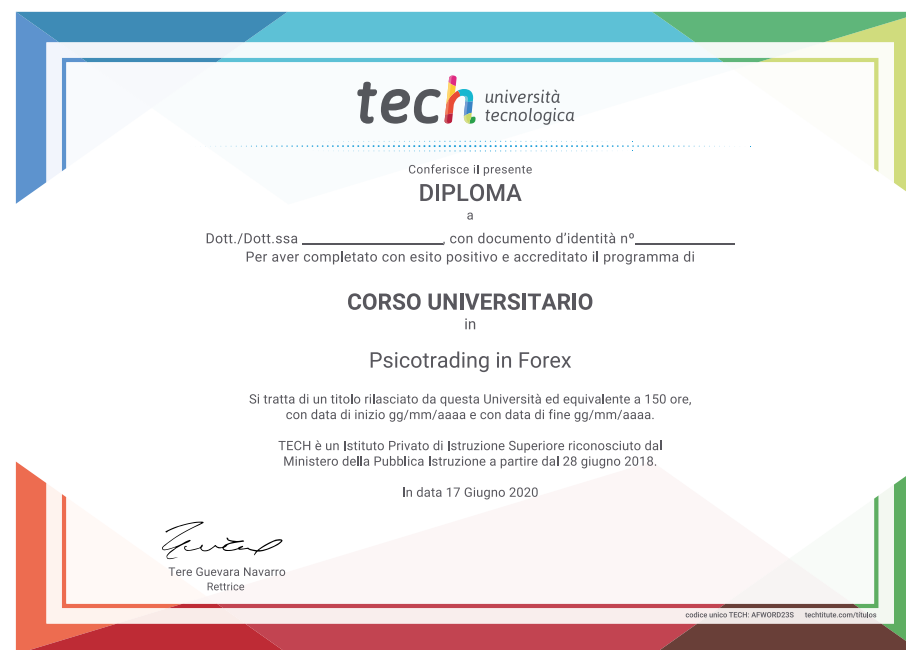 tech università
tecnologica
Conferisce il presente
DIPLOMA
a
Dott./Dott.ssa ____________________, con documento d'identità nº______________
Per aver completato con esito positivo e accreditato il programma di
CORSO UNIVERSITARIO
in
Psicotrading in Forex
Si tratta di un titolo rilasciato da questa Università ed equivalente a 150 ore,
con data di inizio gg/mm/aaaa e con data di fine gg/mm/aaaa.
TECH è un Istituto Privato di Istruzione Superiore riconosciuto dal
Ministero della Pubblica Istruzione a partire dal 28 giugno 2018.
In data 17 Giugno 2020
Tere Guevara Navarro
Rettrice
codice unico TECH: AFWORD23S techtitute.com/titulos